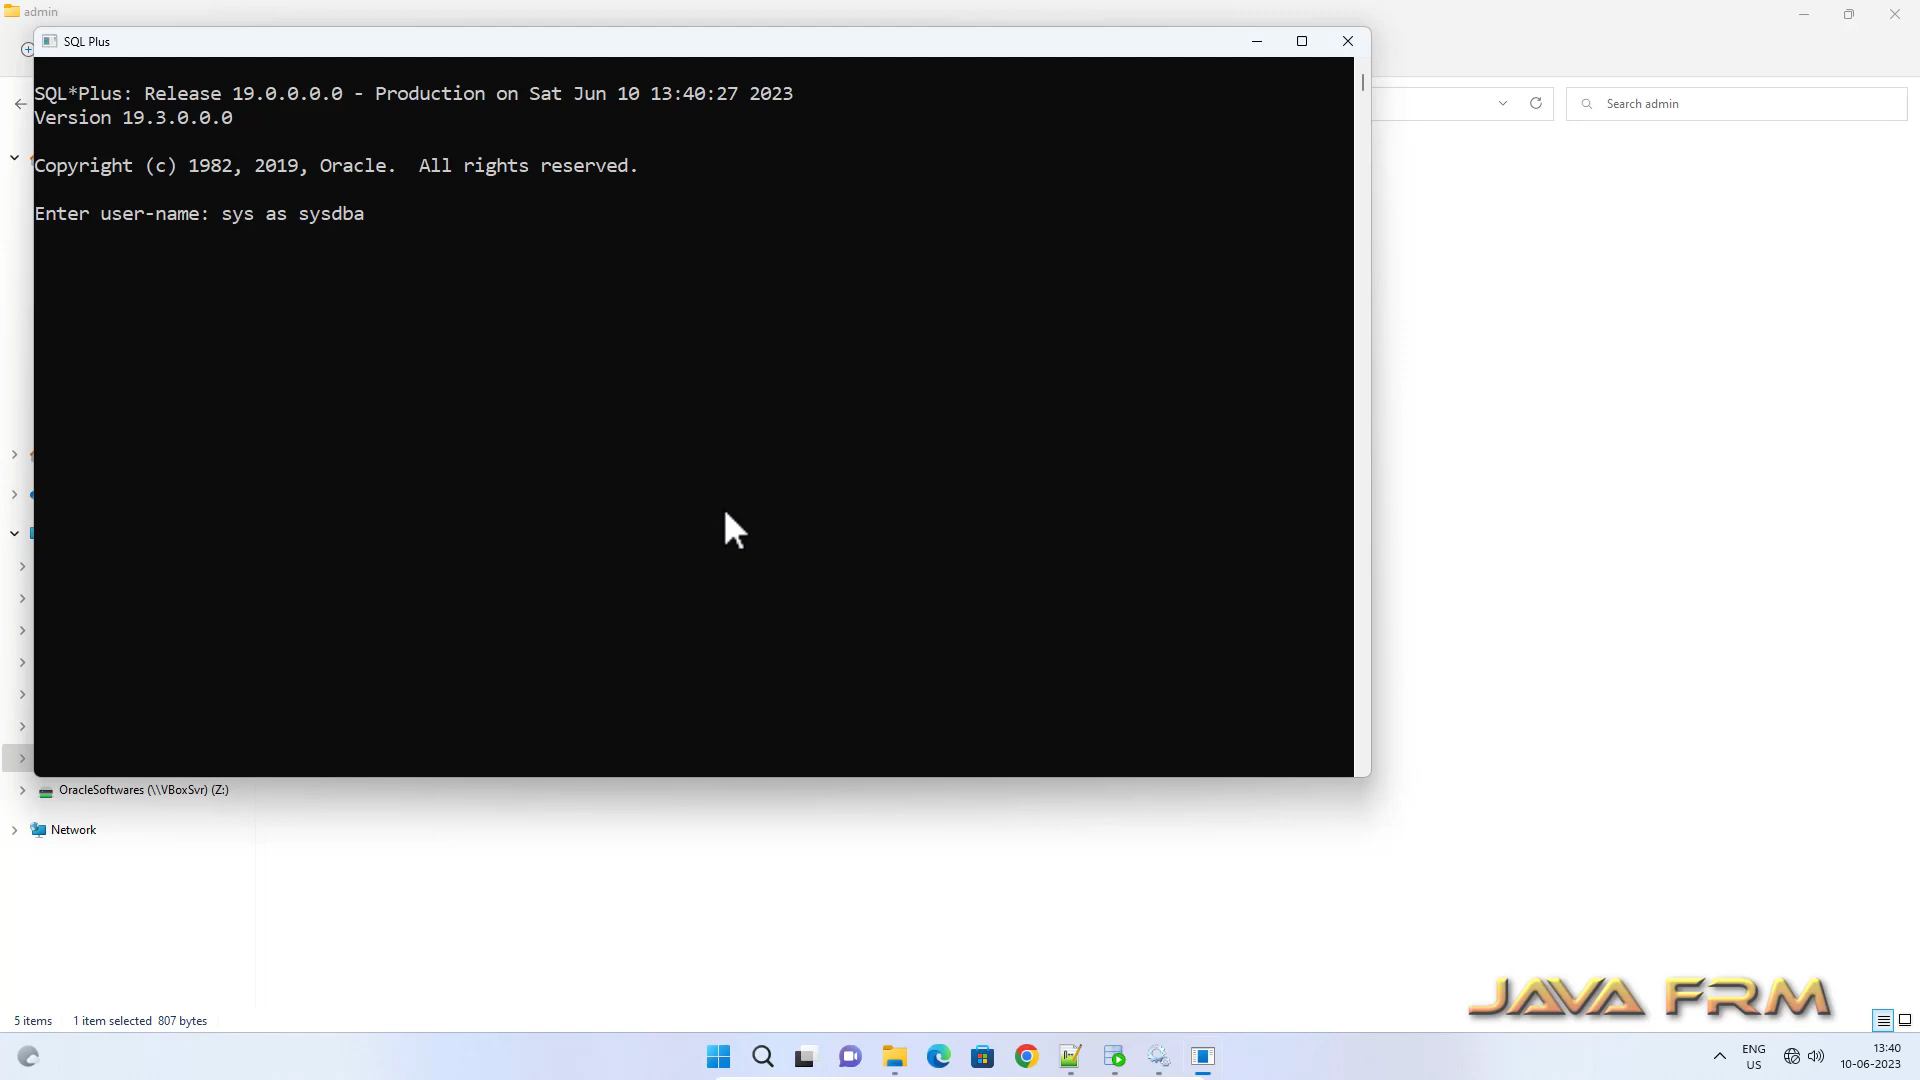 admin
SQL Plus
SQL*Plus: Release 19.0.0.0.0 - Production on Sat Jun 10 13:40:27 2023
Version 19.3.0.0.0
Copyright (c) 1982, 2019, Oracle.  All rights reserved.
Enter user-name: sys as sysdba
Search admin
OracleSoftwares (\\VBoxSvr) (Z:)
Network
5 items 1 item selected 807 bytes
JAVA FRM
ENG
US
13:40
10-06-2023